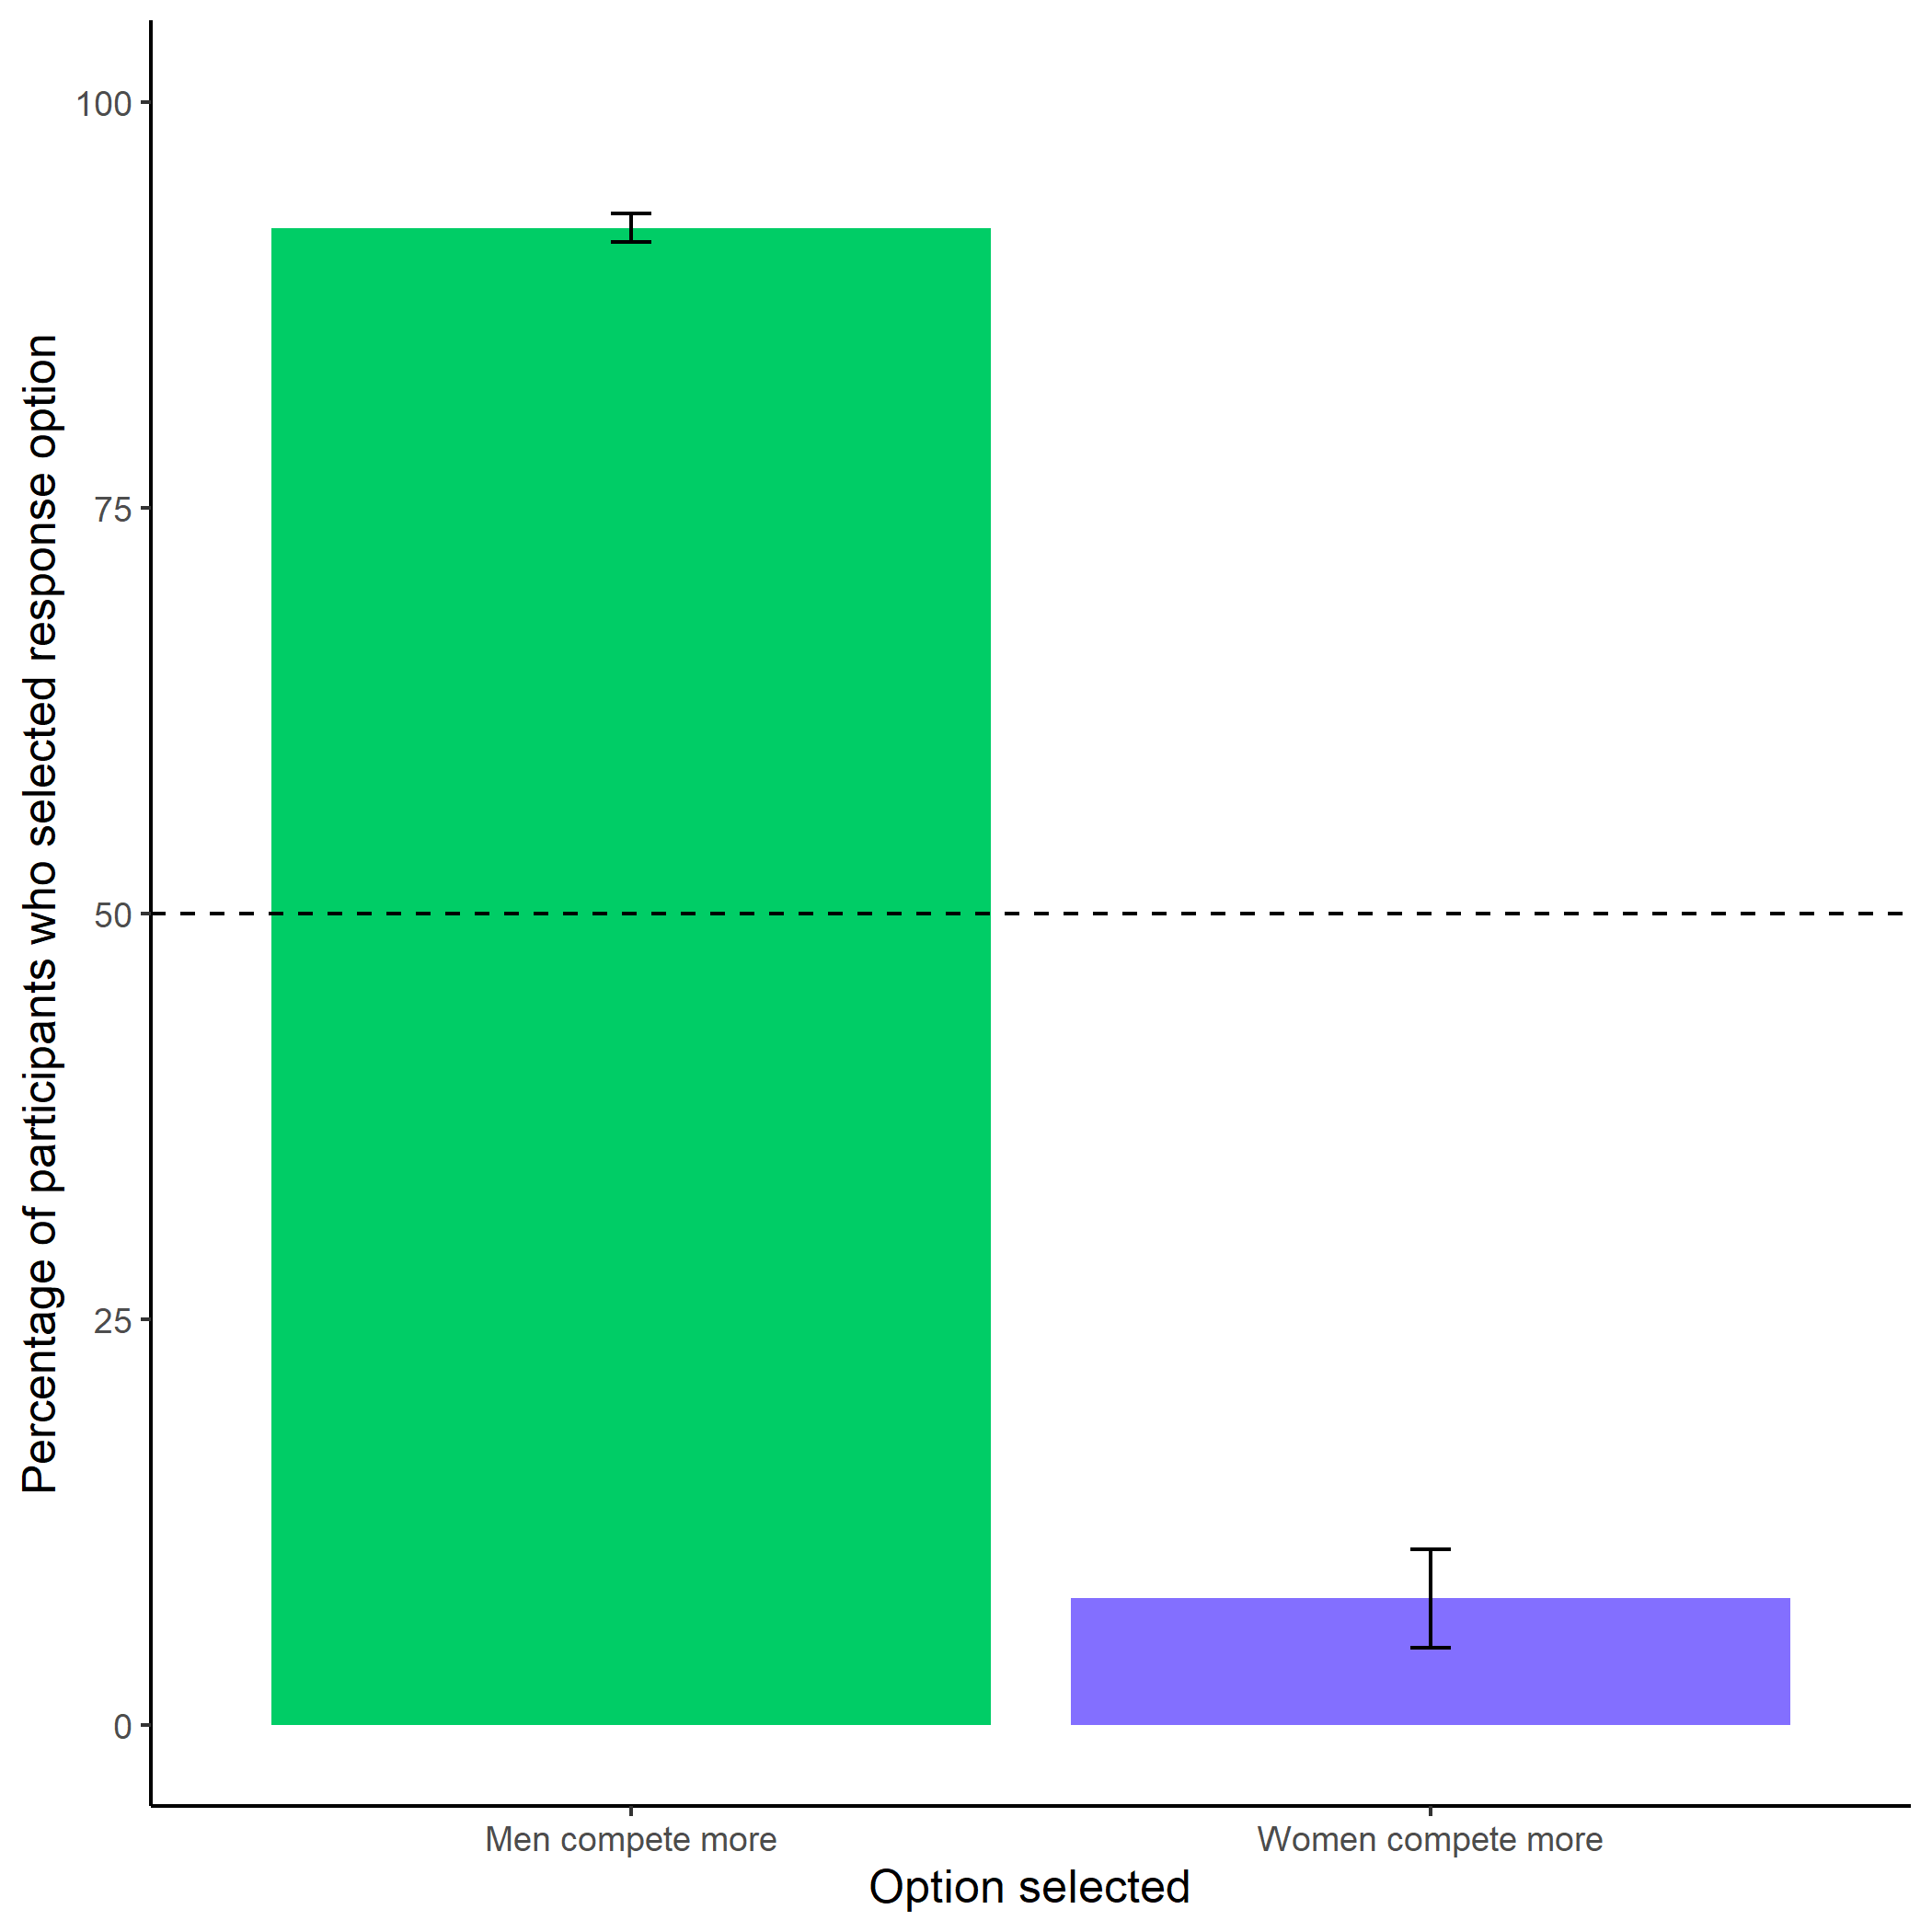 Percentage of participants who selected response option
100
75
50
25
0
Men compete more
Women compete more
Option selected